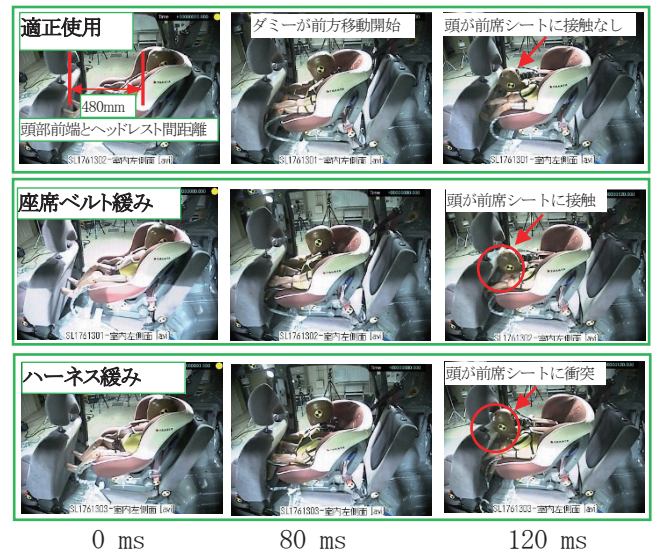 適正使用
Time +00000000.000
480mm
頭部前端とヘッドレスト間距離
SL1761302-室内左側面 [avi]
ダミーが前方移動開始
SL1761301-室内左側面 [avi]
頭が前席シートに接触なし
SL1761301-室内左側面 [avi]
座席ベルト緩み
SL1761301-室内左側面 [avi]
SL1761302-室内左側面 [avi]
頭が前席シートに接触
SL1761302-室内左側面 [avi]
ハーネス緩み
SL1761303-室内左側面 [avi]
SL1761303-室内左側面 [avi]
頭が前席シートに衝突
SL1761303-室内左側面 [avi]
0 ms
80 ms
120 ms